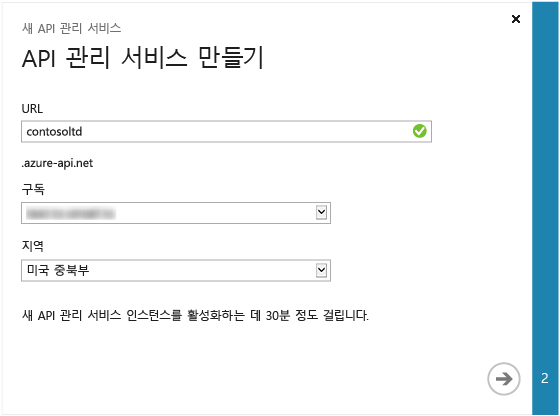 새 API 관리 서비스
API 관리 서비스 만들기
URL
contosoltd
.azure-api.net
구독
지역
미국 중북부
새 API 관리 서비스 인스턴스를 활성화하는 데 30분 정도 걸립니다.
2